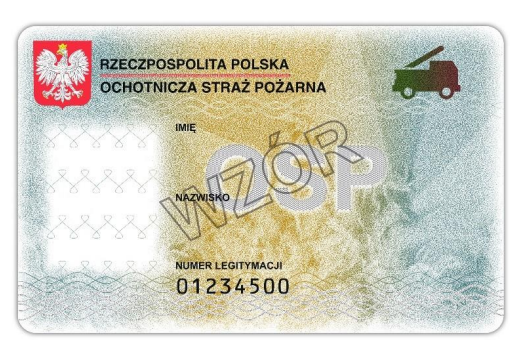 RZECZPOSPOLITA POLSKA
OCHOTNICZA STRAŻ POŻARNA
IMIĘ
OSP
WZÓR
NAZWISKO
NUMER LEGITYMACJI
01234500